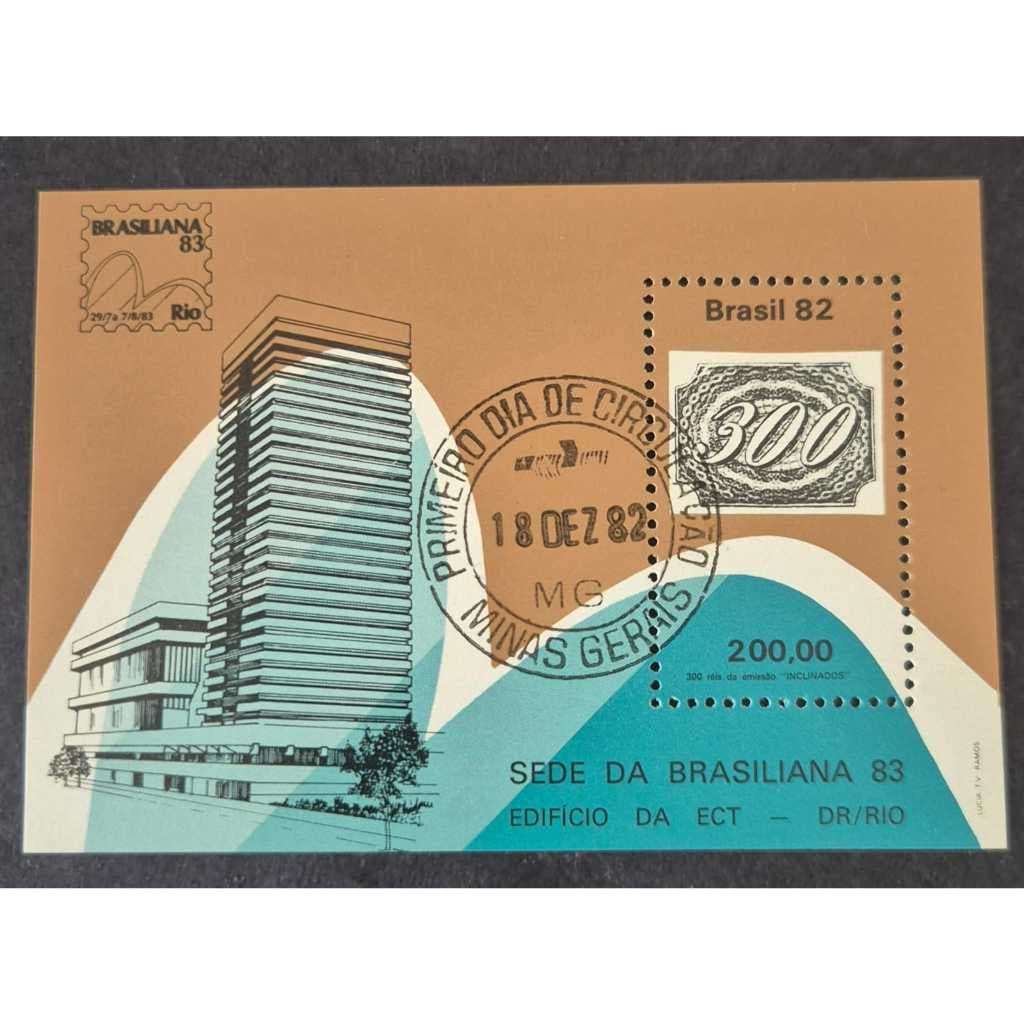 BRASILIANA
83
29/7a 7/8/83 Rio
Brasil 82
300
PRIMEIRO DIA DE CIRCULAÇÃO
18 DEZ 82
MG
MINAS GERAIS
200,00
300 réis da emissão "INCLINADOS"
SEDE DA BRASILIANA 83
EDIFÍCIO DA ECT — DR/RIO
LUCIA T.V RAMOS